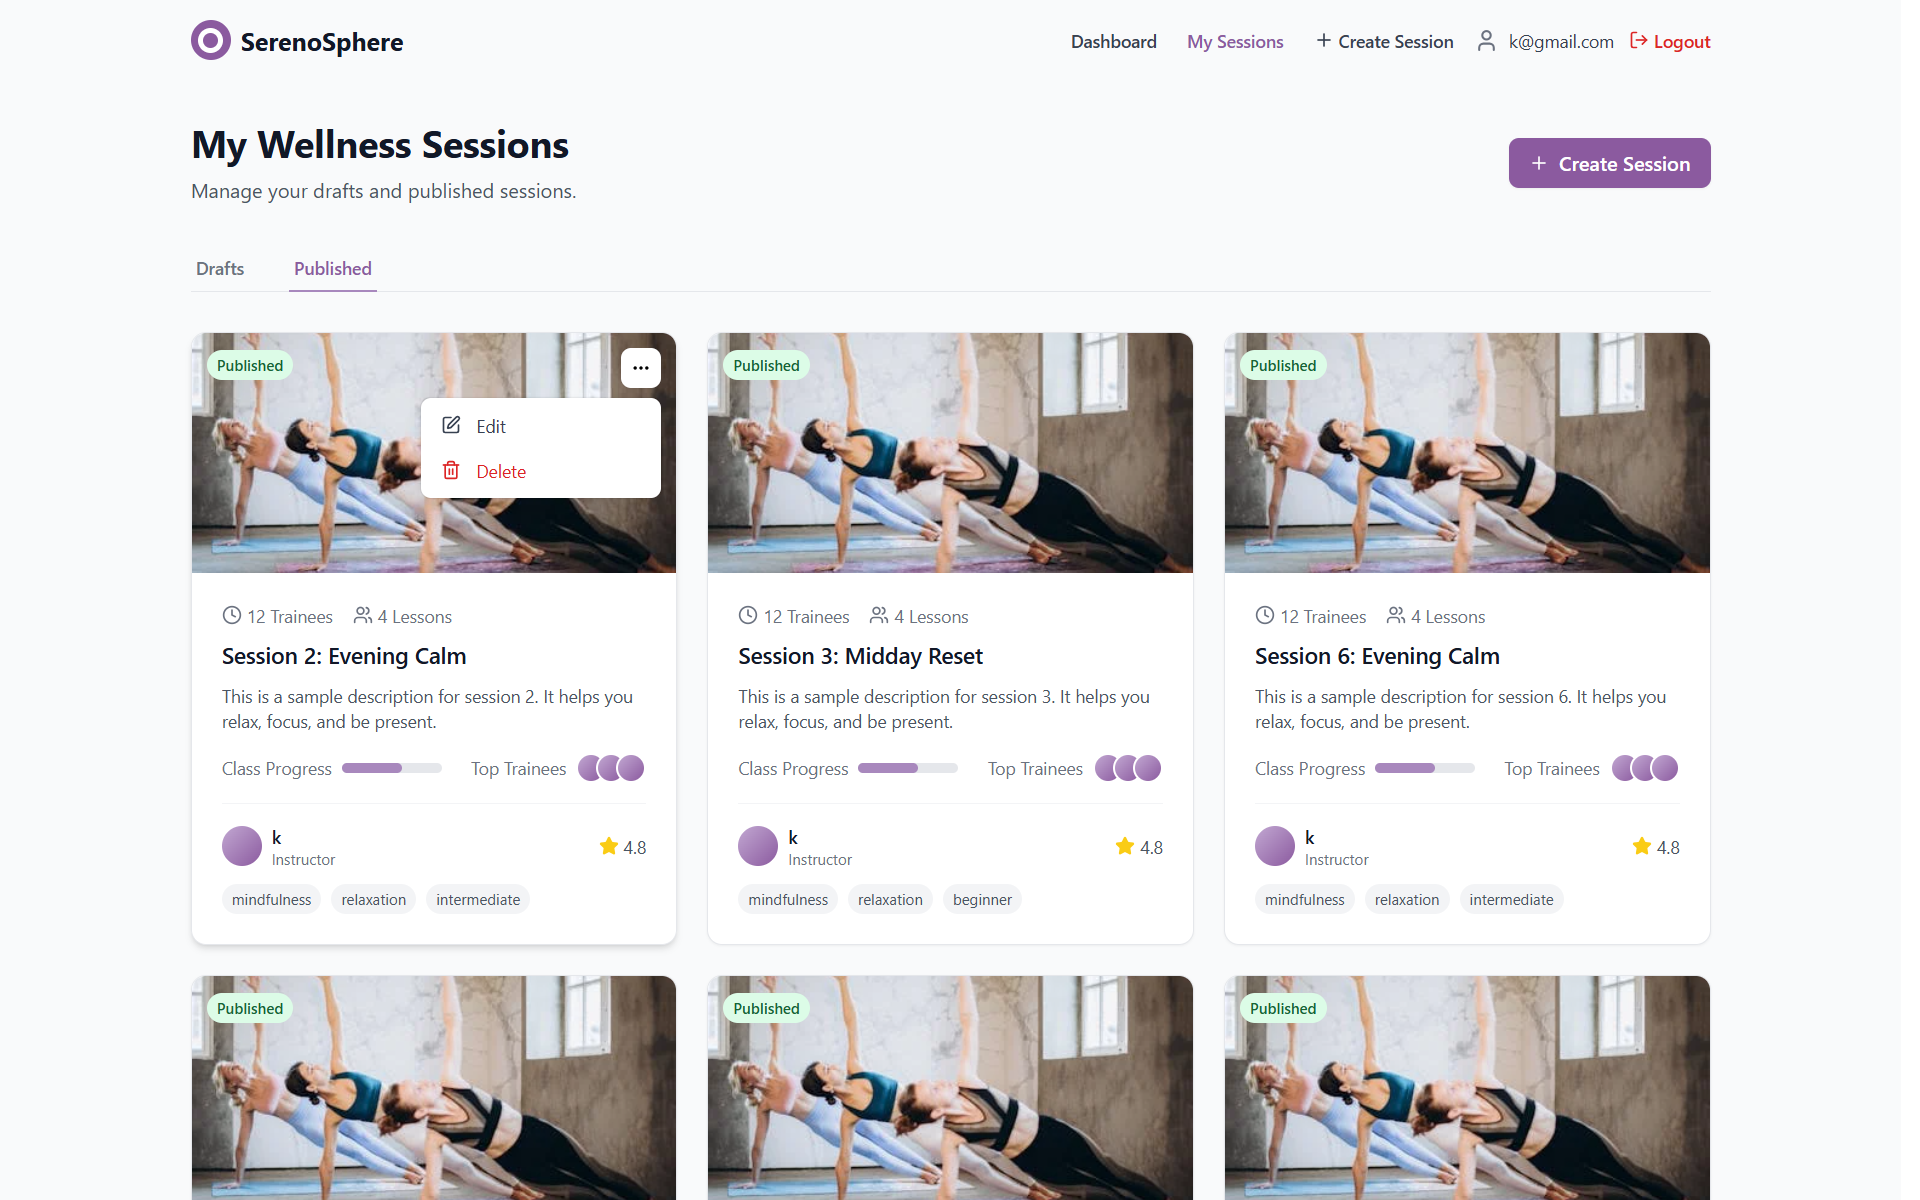 SerenoSphere
Dashboard
My Sessions
Create Session
k@gmail.com
Logout
My Wellness Sessions
Manage your drafts and published sessions.
Create Session
Drafts
Published
Published
Edit
Delete
12 Trainees
4 Lessons
Session 2: Evening Calm
This is a sample description for session 2. It helps you
relax, focus, and be present.
Class Progress
Top Trainees
k
Instructor
4.8
mindfulness
relaxation
intermediate
Published
12 Trainees
4 Lessons
Session 3: Midday Reset
This is a sample description for session 3. It helps you
relax, focus, and be present.
Class Progress
Top Trainees
k
Instructor
4.8
mindfulness
relaxation
beginner
Published
12 Trainees
4 Lessons
Session 6: Evening Calm
This is a sample description for session 6. It helps you
relax, focus, and be present.
Class Progress
Top Trainees
k
Instructor
4.8
mindfulness
relaxation
intermediate
Published
Published
Published